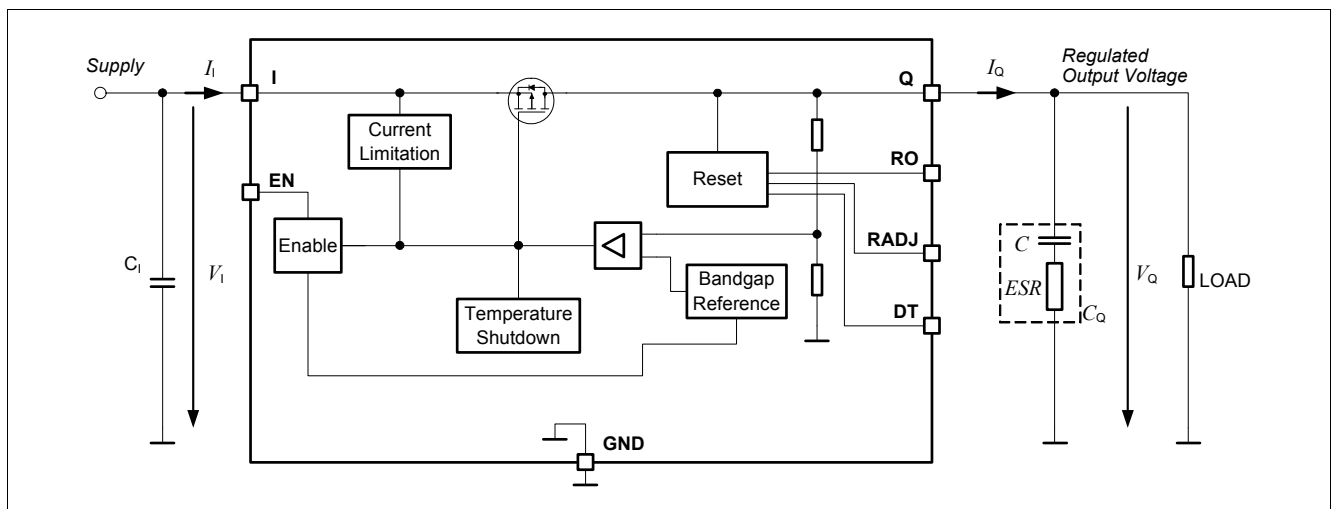 Supply
I_I
I
Q
I_Q
Regulated
Output Voltage
Current
Limitation
RO
Reset
EN
RADJ
Enable
C
C_I
V_I
Bandgap
Reference
ESR
V_Q
LOAD
Temperature
Shutdown
DT
C_Q
GND